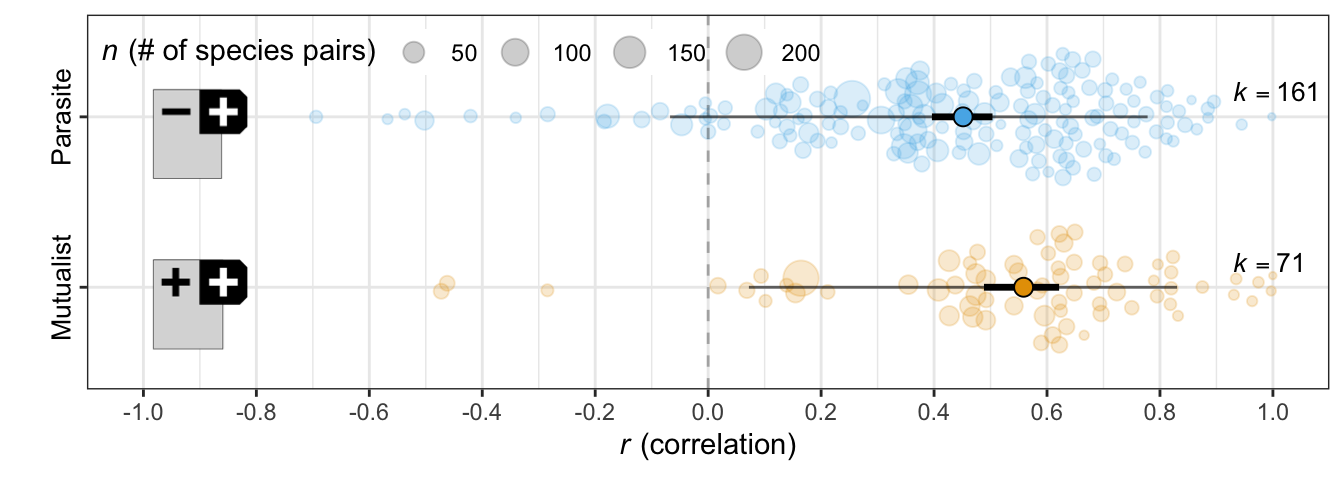 n (# of species pairs) 50 100 150 200
Parasite
− +
k = 161
Mutualist
+ +
k = 71
-1.0 -0.8 -0.6 -0.4 -0.2 0.0 0.2 0.4 0.6 0.8 1.0
r (correlation)